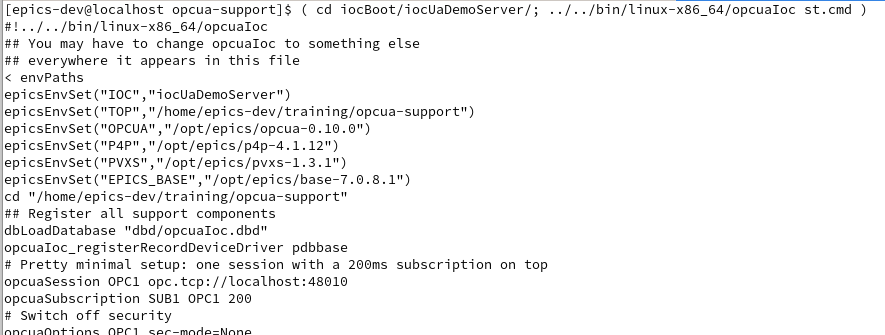 [epics-dev@localhost opcua-support]$ ( cd iocBoot/iocUaDemoServer/; ../../bin/linux-x86_64/opcuaIoc st.cmd )
#!../../bin/linux-x86_64/opcuaIoc
## You may have to change opcuaIoc to something else
## everywhere it appears in this file
< envPaths
epicsEnvSet("IOC","iocUaDemoServer")
epicsEnvSet("TOP","/home/epics-dev/training/opcua-support")
epicsEnvSet("OPCUA","/opt/epics/opcua-0.10.0")
epicsEnvSet("P4P","/opt/epics/p4p-4.1.12")
epicsEnvSet("PVXS","/opt/epics/pvxs-1.3.1")
epicsEnvSet("EPICS_BASE","/opt/epics/base-7.0.8.1")
cd "/home/epics-dev/training/opcua-support"
## Register all support components
dbLoadDatabase "dbd/opcuaIoc.dbd"
opcuaIoc_registerRecordDeviceDriver pdbbase
# Pretty minimal setup: one session with a 200ms subscription on top
opcuaSession OPC1 opc.tcp://localhost:48010
opcuaSubscription SUB1 OPC1 200
# Switch off security
opcuaOptions OPC1 sec-mode=None